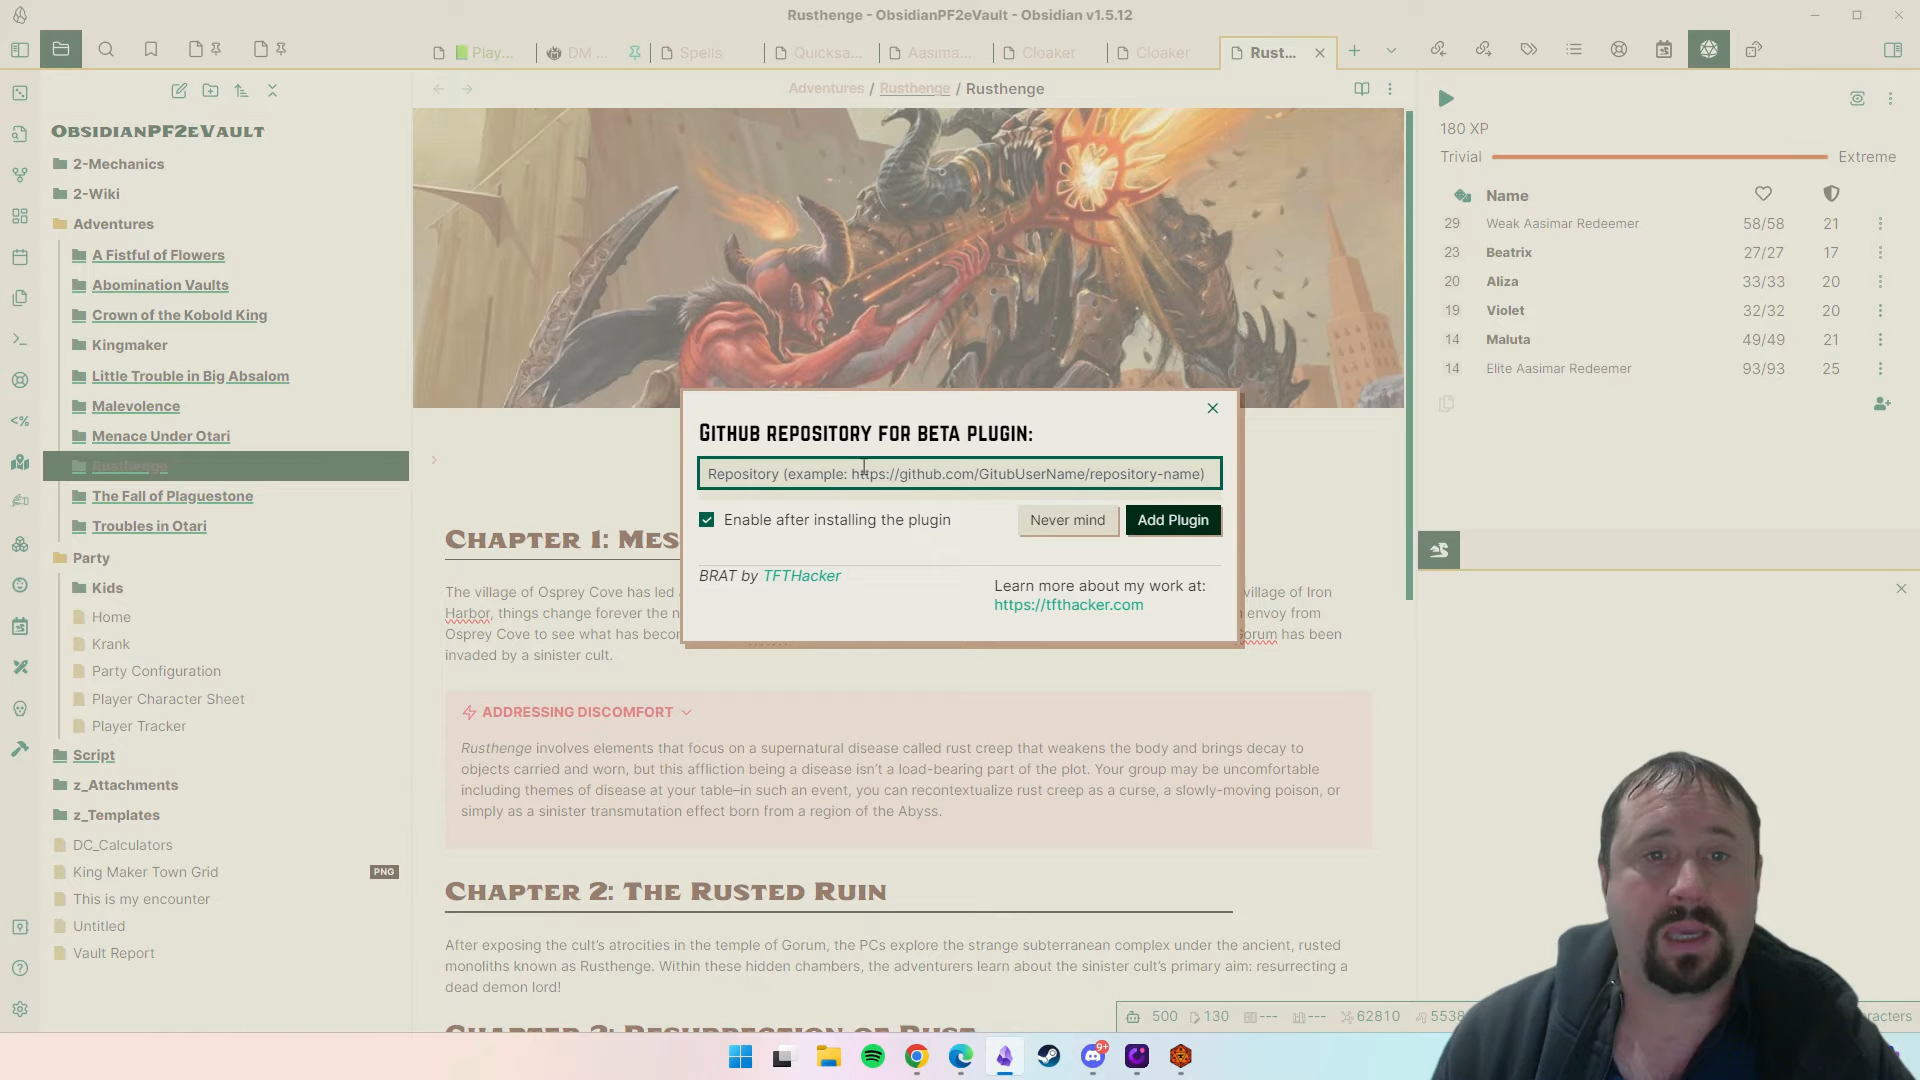 Rusthenge - ObsidianPF2eVault - Obsidian v1.5.12
Play...
DM ...
Spells
Quicksa...
Aasima...
Cloaker
Cloaker
Rust...
Adventures / Rusthenge / Rusthenge
ObsidianPF2eVault
2-Mechanics
2-Wiki
Adventures
A Fistful of Flowers
Abomination Vaults
Crown of the Kobold King
Kingmaker
Little Trouble in Big Absalom
Malevolence
Menace Under Otari
Rusthenge
The Fall of Plaguestone
Troubles in Otari
Party
Kids
Home
Krank
Party Configuration
Player Character Sheet
Player Tracker
Script
z_Attachments
z_Templates
DC_Calculators
King Maker Town Grid
PNG
This is my encounter
Untitled
Vault Report
Github repository for beta plugin:
Repository (example: https://github.com/GitubUserName/repository-name)
Enable after installing the plugin
Never mind
Add Plugin
BRAT by TFTHacker
Learn more about my work at:
https://tfthacker.com
Chapter 1: Mes
The village of Osprey Cove has led
village of Iron
Harbor, things change forever the n
envoy from
Osprey Cove to see what has becor
Gorum has been
invaded by a sinister cult.
ADDRESSING DISCOMFORT
Rusthenge involves elements that focus on a supernatural disease called rust creep that weakens the body and brings decay to
objects carried and worn, but this affliction being a disease isn't a load-bearing part of the plot. Your group may be uncomfortable
including themes of disease at your table–in such an event, you can recontextualize rust creep as a curse, a slowly-moving poison, or
simply as a sinister transmutation effect born from a region of the Abyss.
Chapter 2: The Rusted Ruin
After exposing the cult's atrocities in the temple of Gorum, the PCs explore the strange subterranean complex under the ancient, rusted
monoliths known as Rusthenge. Within these hidden chambers, the adventurers learn about the sinister cult's primary aim: resurrecting a
dead demon lord!
Chapter 3: Resurrection of Rust
180 XP
Trivial
Extreme
Name
29 Weak Aasimar Redeemer 58/58 21
23 Beatrix 27/27 17
20 Aliza 33/33 20
19 Violet 32/32 20
14 Maluta 49/49 21
14 Elite Aasimar Redeemer 93/93 25
500 130 --- --- 62810 5538
aracters
9+